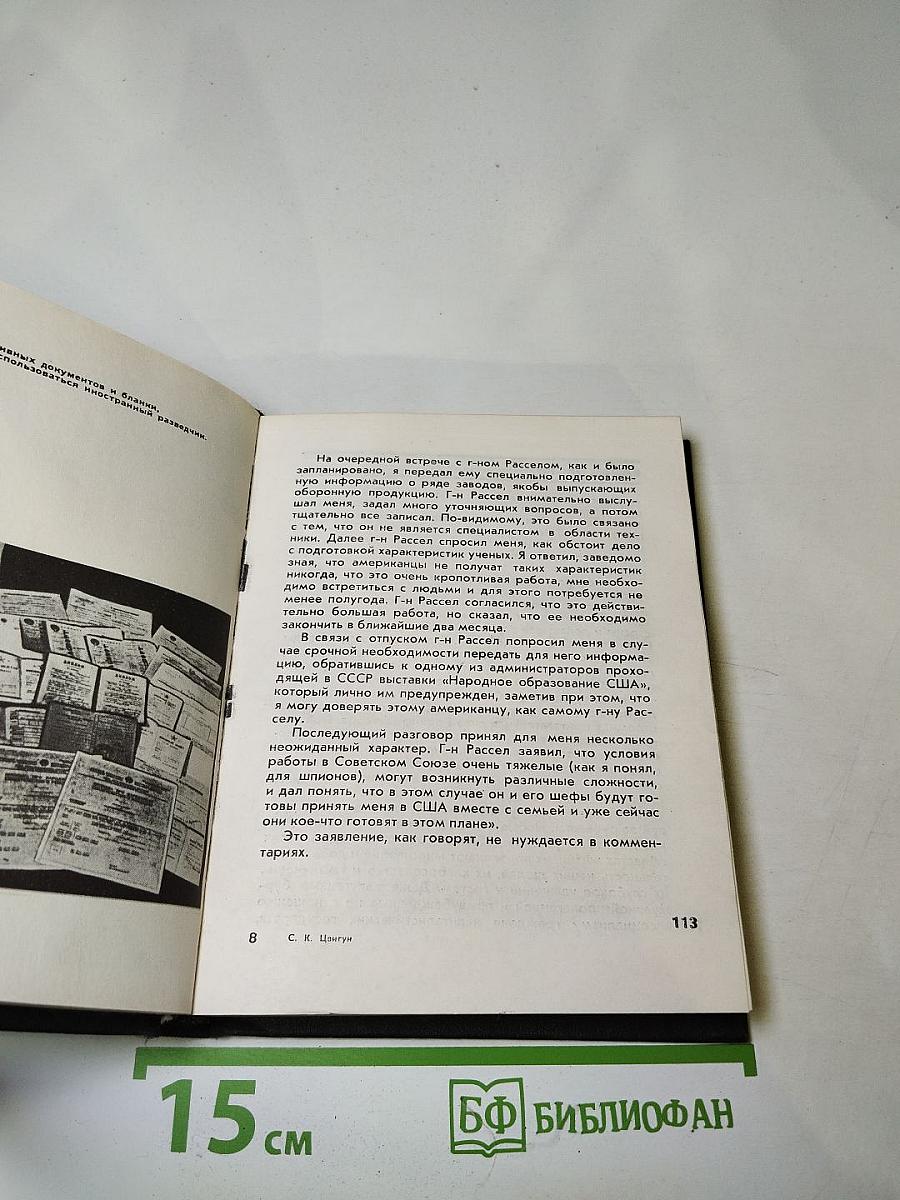 ивных документов и бланки,
спользоваться иностранный разведчик.
На очередной встрече с г-ном Расселом, как и было
запланировано, я передал ему специально подготовлен-
ную информацию о ряде заводов, якобы выпускающих
оборонную продукцию. Г-н Рассел внимательно выслу-
шал меня, задал много уточняющих вопросов, а потом
тщательно все записал. По-видимому, это было связано
с тем, что он не является специалистом в области тех-
ники. Далее г-н Рассел спросил меня, как обстоит дело
с подготовкой характеристик ученых. Я ответил, заведомо
зная, что американцы не получат таких характеристик
никогда, что это очень кропотливая работа, мне необхо-
димо встретиться с людьми и для этого потребуется не
менее полугода. Г-н Рассел согласился, что это действи-
тельно большая работа, но сказал, что ее необходимо
закончить в ближайшие два месяца.
В связи с отпуском г-н Рассел попросил меня в слу-
чае срочной необходимости передать для него информа-
цию, обратившись к одному из администраторов прохо-
дящей в СССР выставки «Народное образование США»,
который лично им предупрежден, заметив при этом, что
я могу доверять этому американцу, как самому г-ну Рас-
селу.
Последующий разговор принял для меня несколько
неожиданный характер. Г-н Рассел заявил, что условия
работы в Советском Союзе очень тяжелые (как я понял,
для шпионов), могут возникнуть различные сложности,
и дал понять, что в этом случае он и его шефы будут го-
товы принять меня в США вместе с семьей и уже сейчас
они кое-что готовят в этом плане».
Это заявление, как говорят, не нуждается в коммен-
тариях.
113
8 С. К. Цвигун
15 см
БФ БИБЛИОФАН